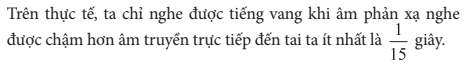 Trên thực tế, ta chỉ nghe được tiếng vang khi âm phản xạ nghe
được chậm hơn âm truyền trực tiếp đến tai ta ít nhất là 1/15 giây.